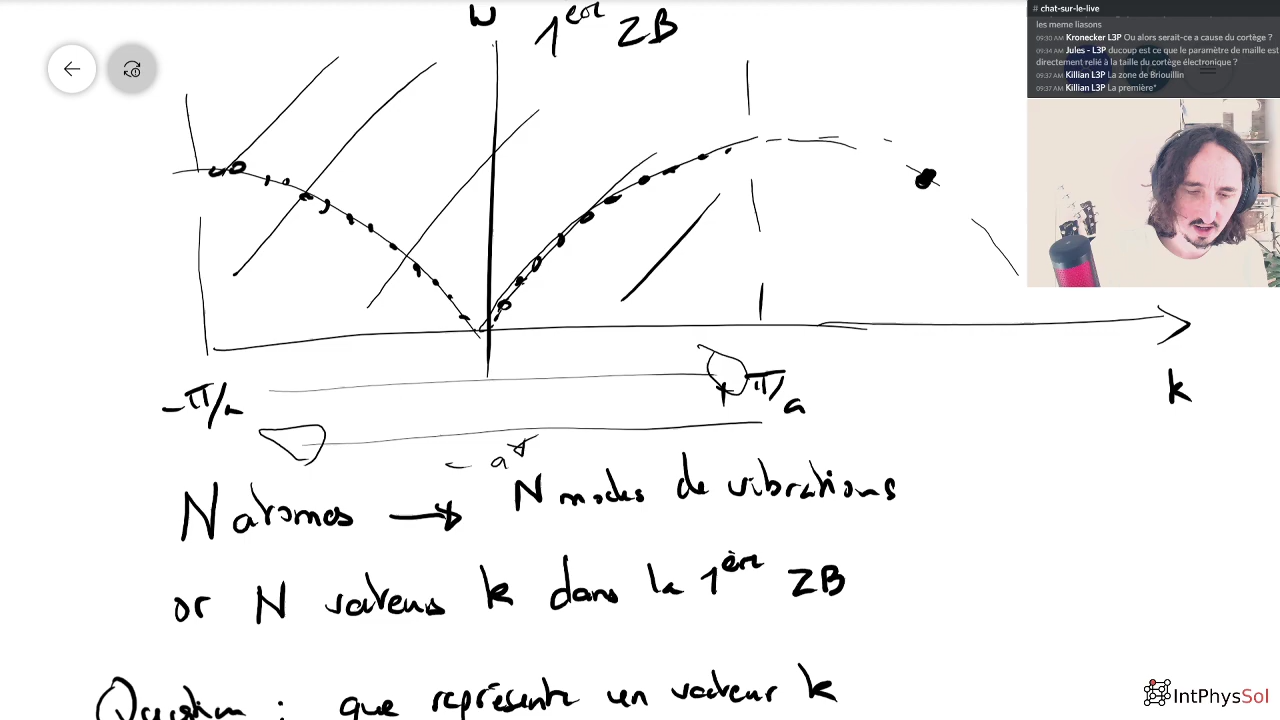 # chat-sur-le-live
les meme liasons
09:30 AM Kronecker L3P Ou alors serait-ce a cause du cortège ?
09:34 AM Jules - L3P ducoup est ce que le paramètre de maille est
directement relié à la taille du cortège électronique ?
09:37 AM Killian L3P La zone de Briouillin
09:37 AM Killian L3P La première*
ω 1ère ZB
-π/a π/a k
- a*
N atomes → N modes de vibrations
or N valeurs k dans la 1ère ZB
Question : que représente un vecteur k
IntPhysSol